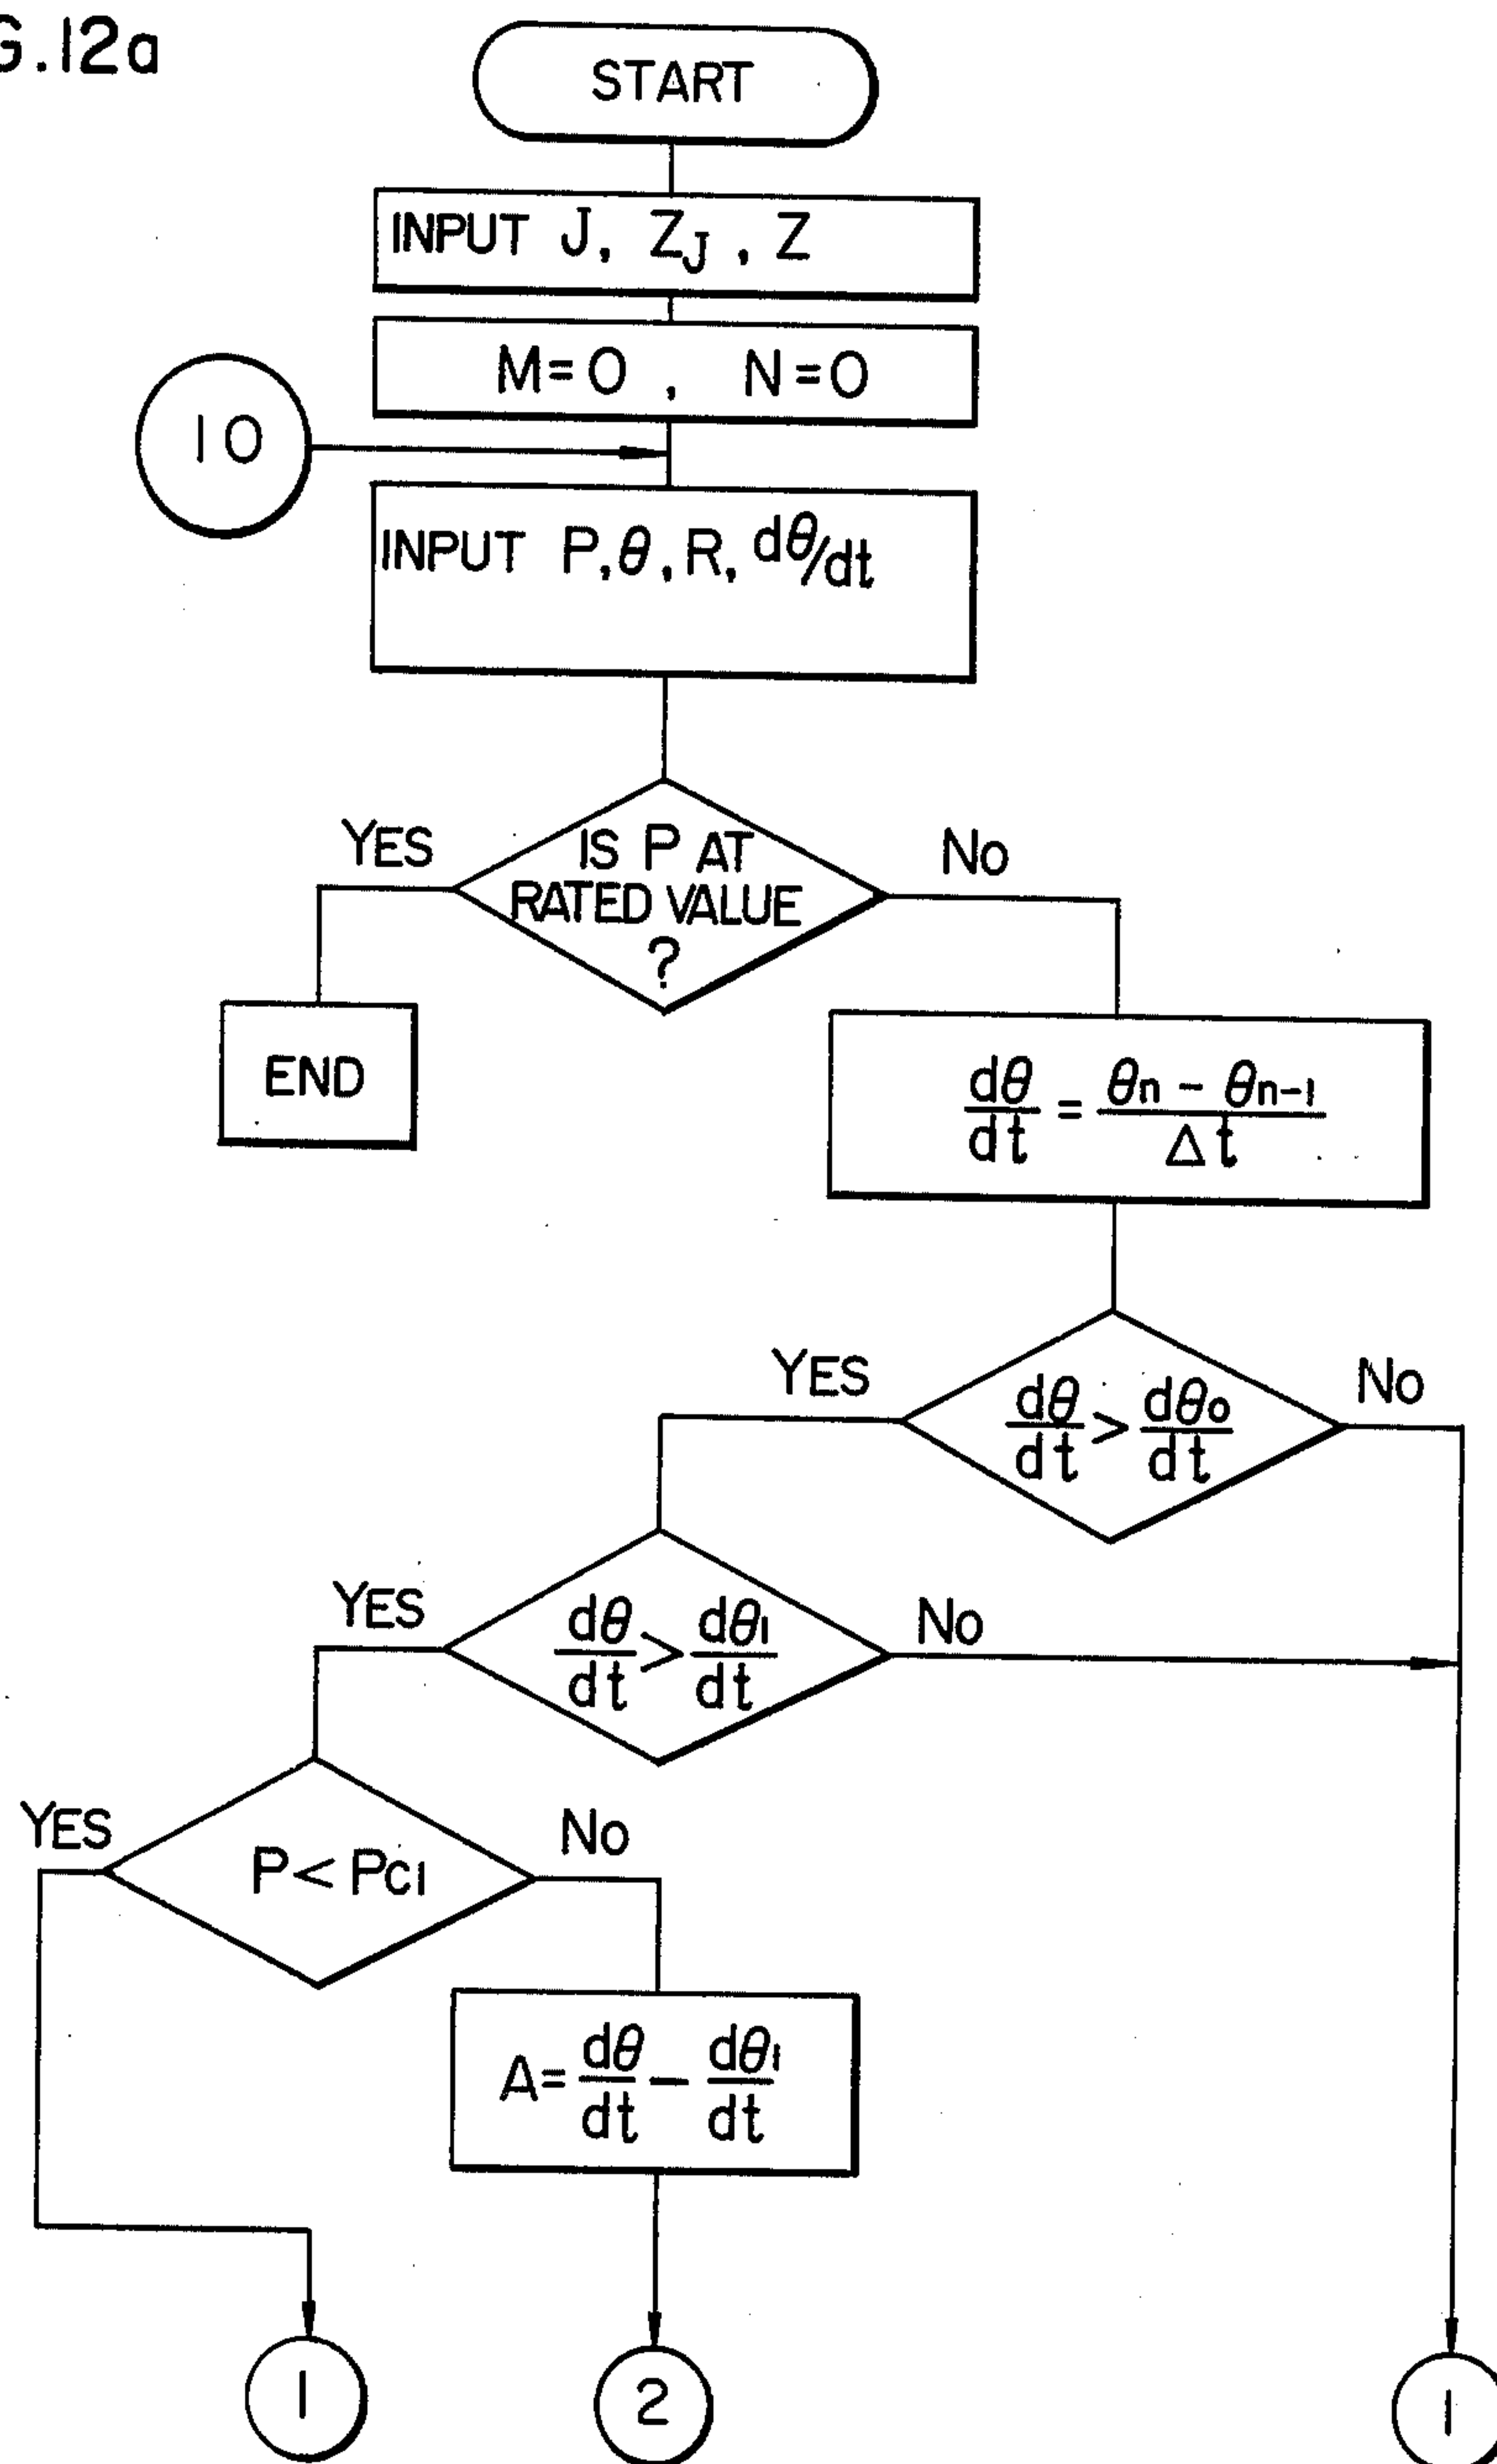 G.12a
START
INPUT J, ZJ, Z
M=0, N=0
10
INPUT P, θ, R, dθ/dt
YES
IS P AT
RATED VALUE
?
No
END
dθ/dt = θn - θn-1 / Δt
YES
dθ/dt > dθ0/dt
No
YES
dθ/dt > dθ1/dt
No
YES
P < PC1
No
A = dθ/dt - dθ1/dt
1
2
1